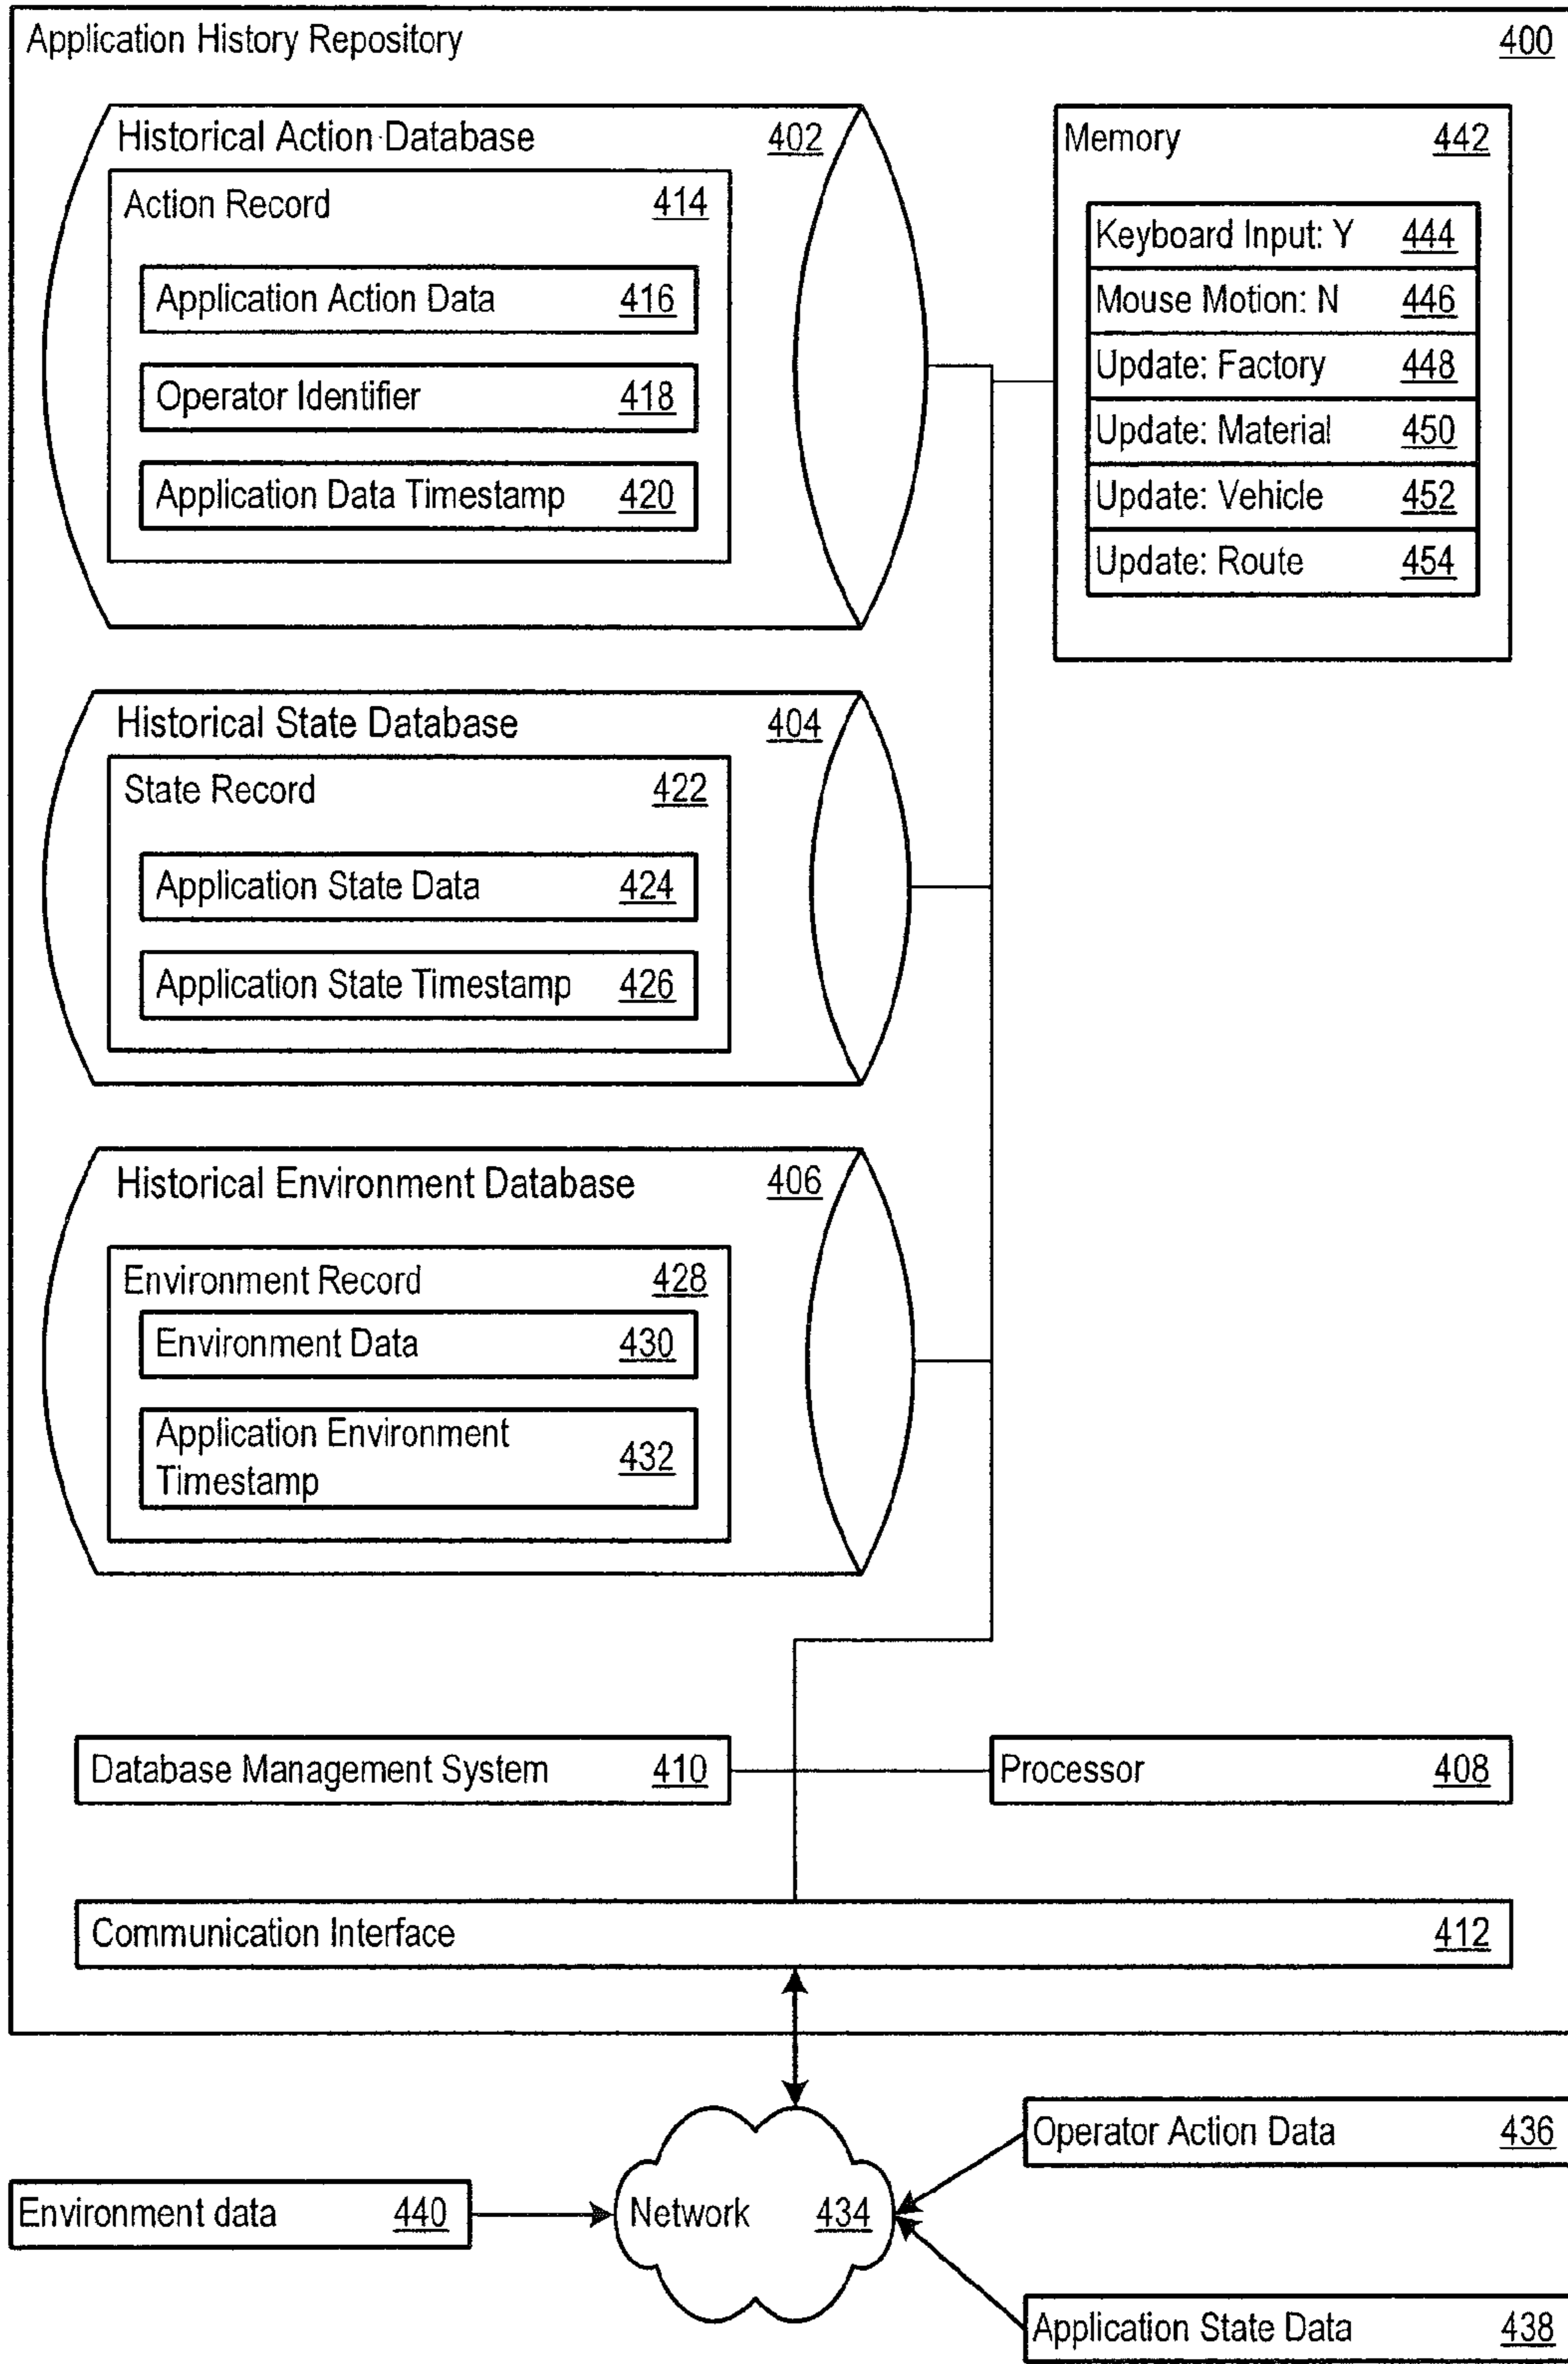 Application History Repository 400
Historical Action Database 402
Action Record 414
Application Action Data 416
Operator Identifier 418
Application Data Timestamp 420
Memory 442
Keyboard Input: Y 444
Mouse Motion: N 446
Update: Factory 448
Update: Material 450
Update: Vehicle 452
Update: Route 454
Historical State Database 404
State Record 422
Application State Data 424
Application State Timestamp 426
Historical Environment Database 406
Environment Record 428
Environment Data 430
Application Environment
Timestamp 432
Database Management System 410
Processor 408
Communication Interface 412
Operator Action Data 436
Environment data 440
Network 434
Application State Data 438